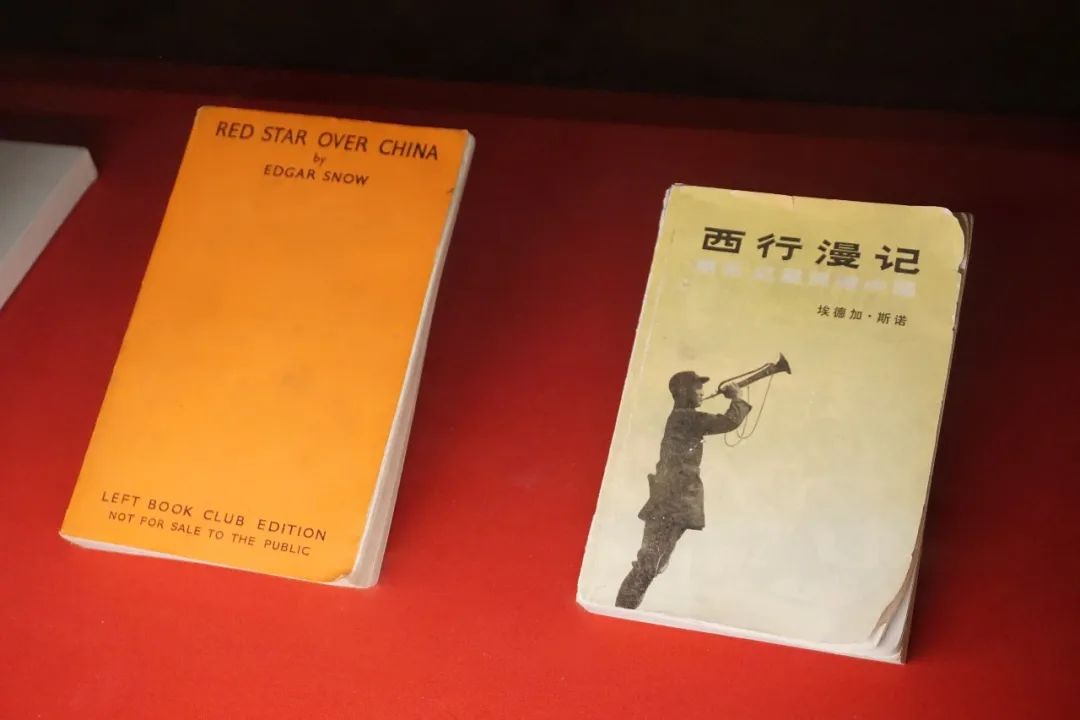 RED STAR OVER CHINA
by
EDGAR SNOW
LEFT BOOK CLUB EDITION
NOT FOR SALE TO THE PUBLIC
西行漫记
埃德加·斯诺